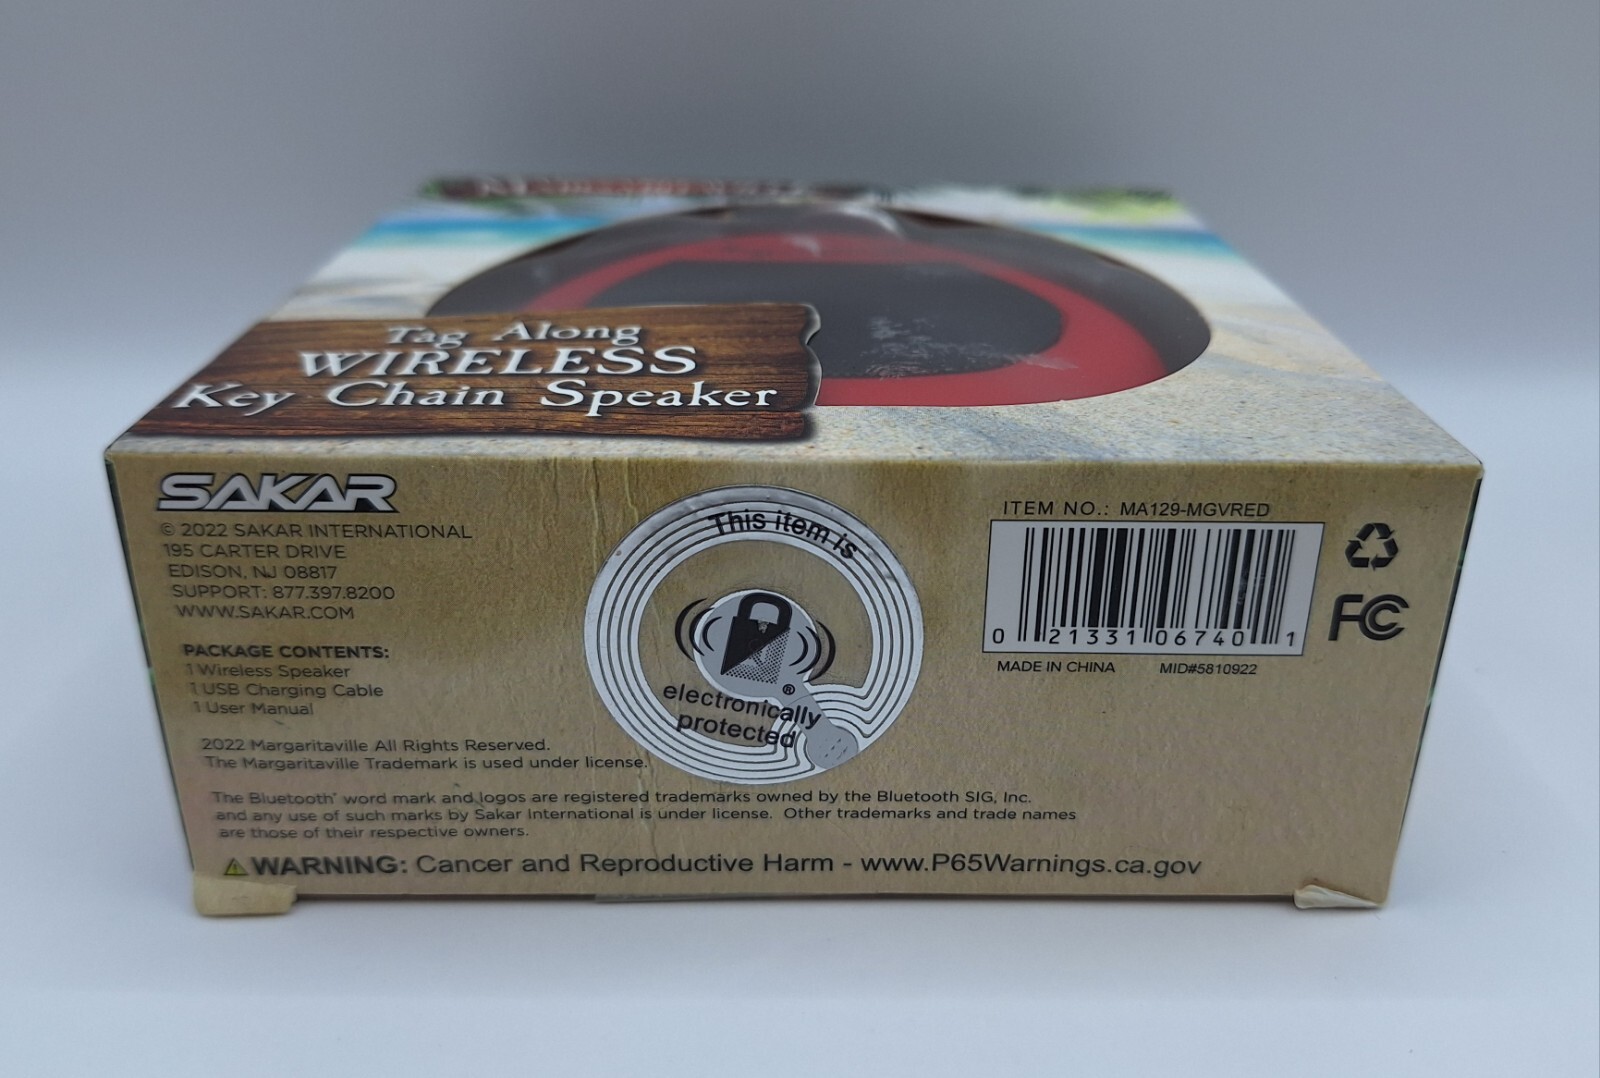 Tag Along
WIRELESS
Key Chain Speaker
SAKAR
© 2022 SAKAR INTERNATIONAL
195 CARTER DRIVE
EDISON, NJ 08817
SUPPORT: 877.397.8200
WWW.SAKAR.COM
PACKAGE CONTENTS:
1 Wireless Speaker
1 USB Charging Cable
1 User Manual
2022 Margaritaville All Rights Reserved.
The Margaritaville Trademark is used under license.
The Bluetooth® word mark and logos are registered trademarks owned by the Bluetooth SIG, Inc.
and any use of such marks by Sakar International is under license. Other trademarks and trade names
are those of their respective owners.
WARNING: Cancer and Reproductive Harm - www.P65Warnings.ca.gov
This item is
®
electronically
protected
ITEM NO.: MA129-MGVRED
0 21331 06740 1
MADE IN CHINA MID#5810922
FC